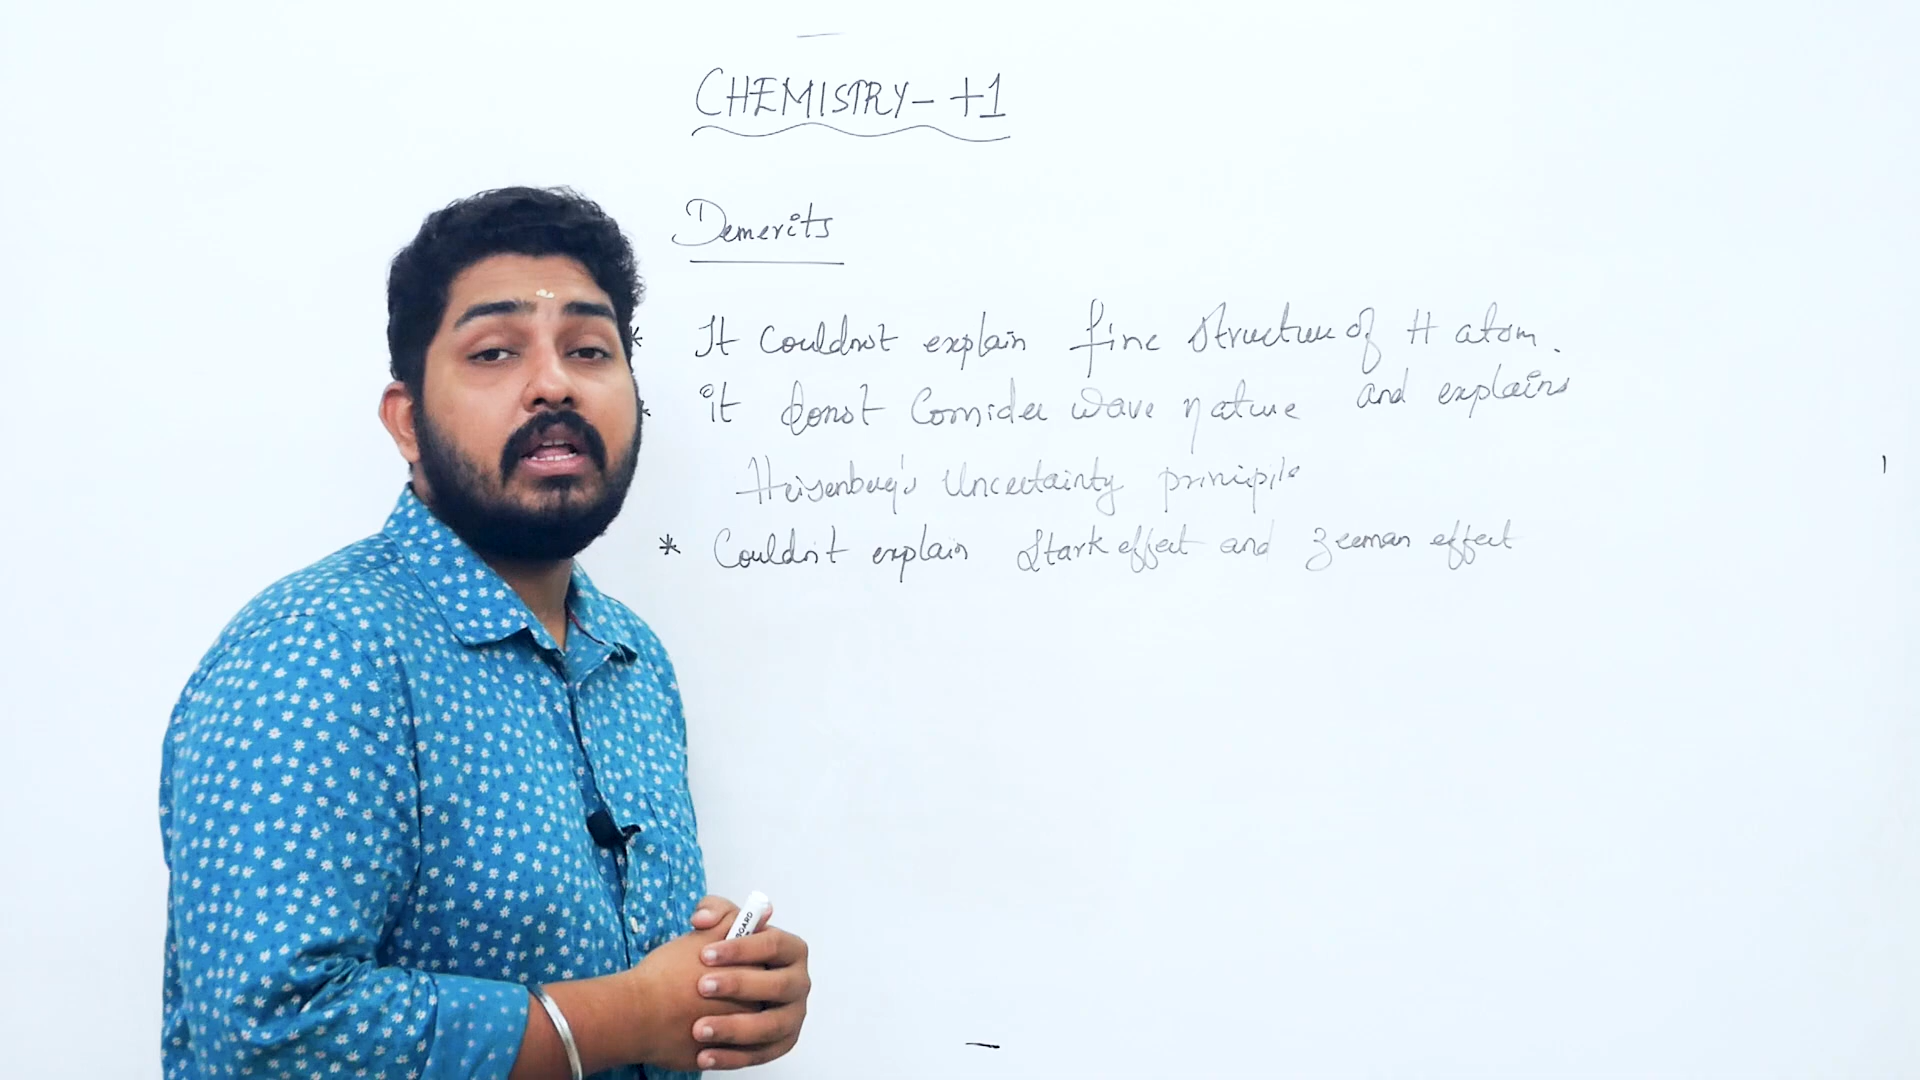 CHEMISTRY- +1
Demerits
* It Couldnot explain fine structure of H atom.
* it donot Consider wave nature and explains
Heisenberg's Uncertainty principle
* Couldn't explain Stark effect and Zeeman effect
BOARD